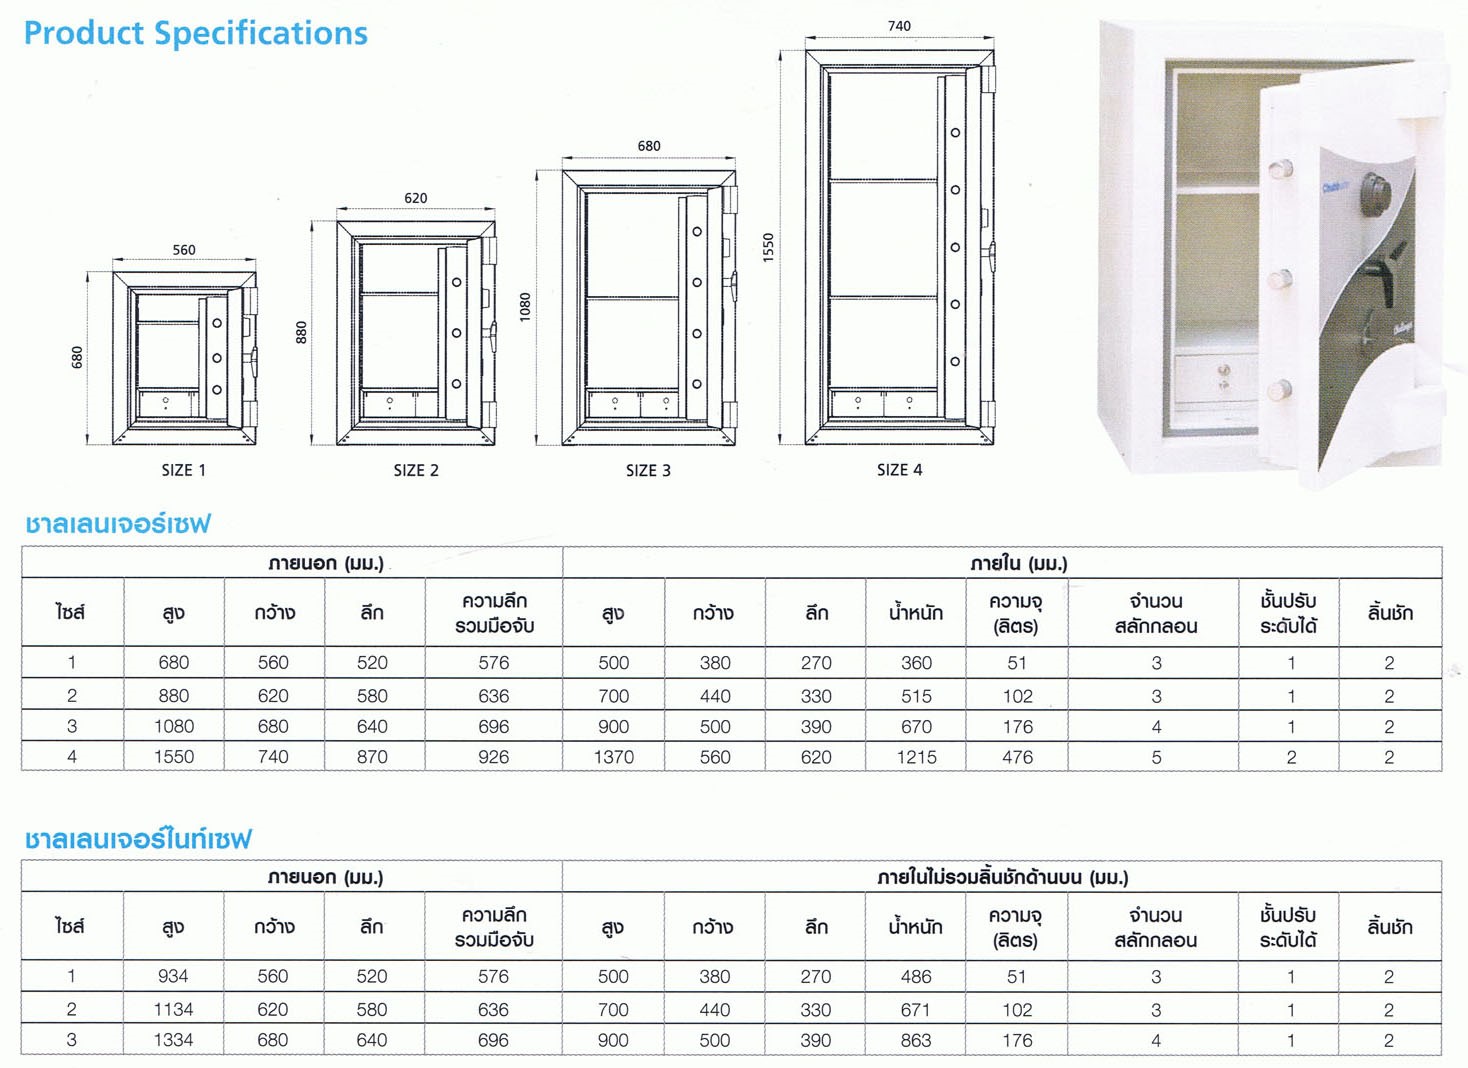 Product Specifications
560
680
SIZE 1
620
880
SIZE 2
680
1080
SIZE 3
740
1550
SIZE 4
ชาลเลนเจอร์เซฟ
ภายนอก (มม.) ภายใน (มม.)
ไซส์ สูง กว้าง ลึก ความลึก รวมมือจับ สูง กว้าง ลึก น้ำหนัก ความจุ (ลิตร) จำนวน สลักกลอน ชั้นปรับ ระดับได้ ลิ้นชัก
1 680 560 520 576 500 380 270 360 51 3 1 2
2 880 620 580 636 700 440 330 515 102 3 1 2
3 1080 680 640 696 900 500 390 670 176 4 1 2
4 1550 740 870 926 1370 560 620 1215 476 5 2 2
ชาลเลนเจอร์ไนท์เซฟ
ภายนอก (มม.) ภายในไม่รวมลิ้นชักด้านบน (มม.)
ไซส์ สูง กว้าง ลึก ความลึก รวมมือจับ สูง กว้าง ลึก น้ำหนัก ความจุ (ลิตร) จำนวน สลักกลอน ชั้นปรับ ระดับได้ ลิ้นชัก
1 934 560 520 576 500 380 270 486 51 3 1 2
2 1134 620 580 636 700 440 330 671 102 3 1 2
3 1334 680 640 696 900 500 390 863 176 4 1 2